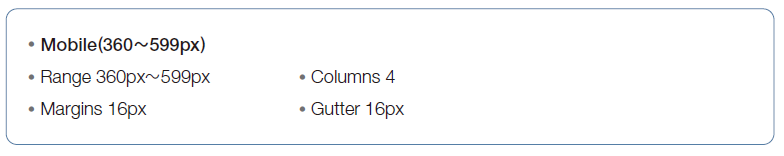 • Mobile(360～599px)
• Range 360px～599px • Columns 4
• Margins 16px • Gutter 16px